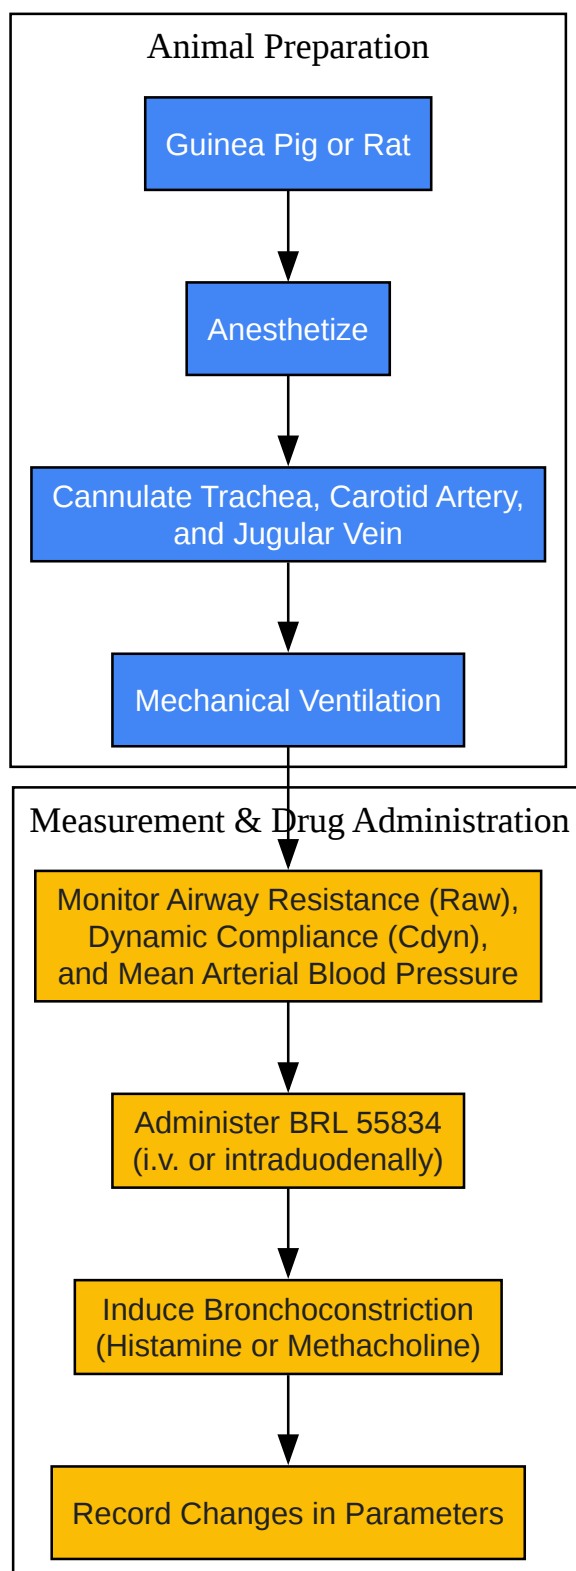 Animal Preparation
Guinea Pig or Rat
Anesthetize
Cannulate Trachea, Carotid Artery,
and Jugular Vein
Mechanical Ventilation
Measurement & Drug Administration
Monitor Airway Resistance (Raw),
Dynamic Compliance (Cdyn),
and Mean Arterial Blood Pressure
Administer BRL 55834
(i.v. or intraduodenally)
Induce Bronchoconstriction
(Histamine or Methacholine)
Record Changes in Parameters